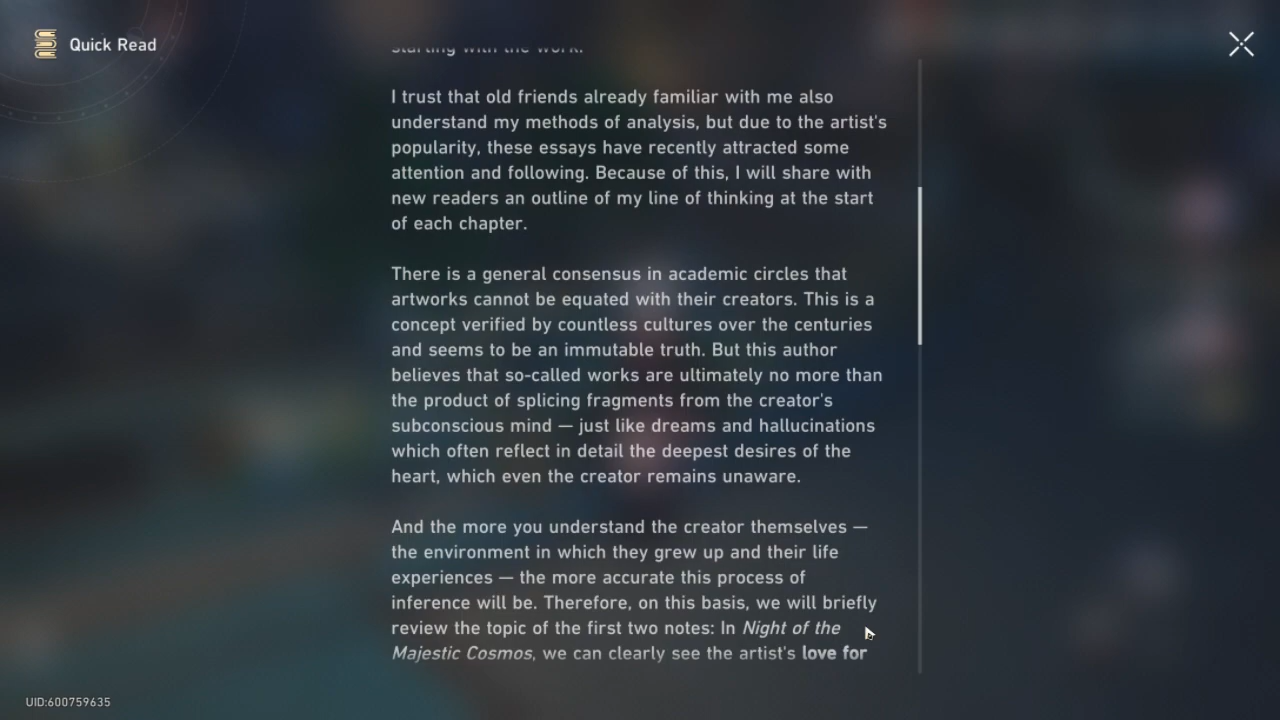 Quick Read
starting with the work.
I trust that old friends already familiar with me also
understand my methods of analysis, but due to the artist's
popularity, these essays have recently attracted some
attention and following. Because of this, I will share with
new readers an outline of my line of thinking at the start
of each chapter.
There is a general consensus in academic circles that
artworks cannot be equated with their creators. This is a
concept verified by countless cultures over the centuries
and seems to be an immutable truth. But this author
believes that so-called works are ultimately no more than
the product of splicing fragments from the creator's
subconscious mind — just like dreams and hallucinations
which often reflect in detail the deepest desires of the
heart, which even the creator remains unaware.
And the more you understand the creator themselves —
the environment in which they grew up and their life
experiences — the more accurate this process of
inference will be. Therefore, on this basis, we will briefly
review the topic of the first two notes: In Night of the
Majestic Cosmos, we can clearly see the artist's love for
UID:600759635